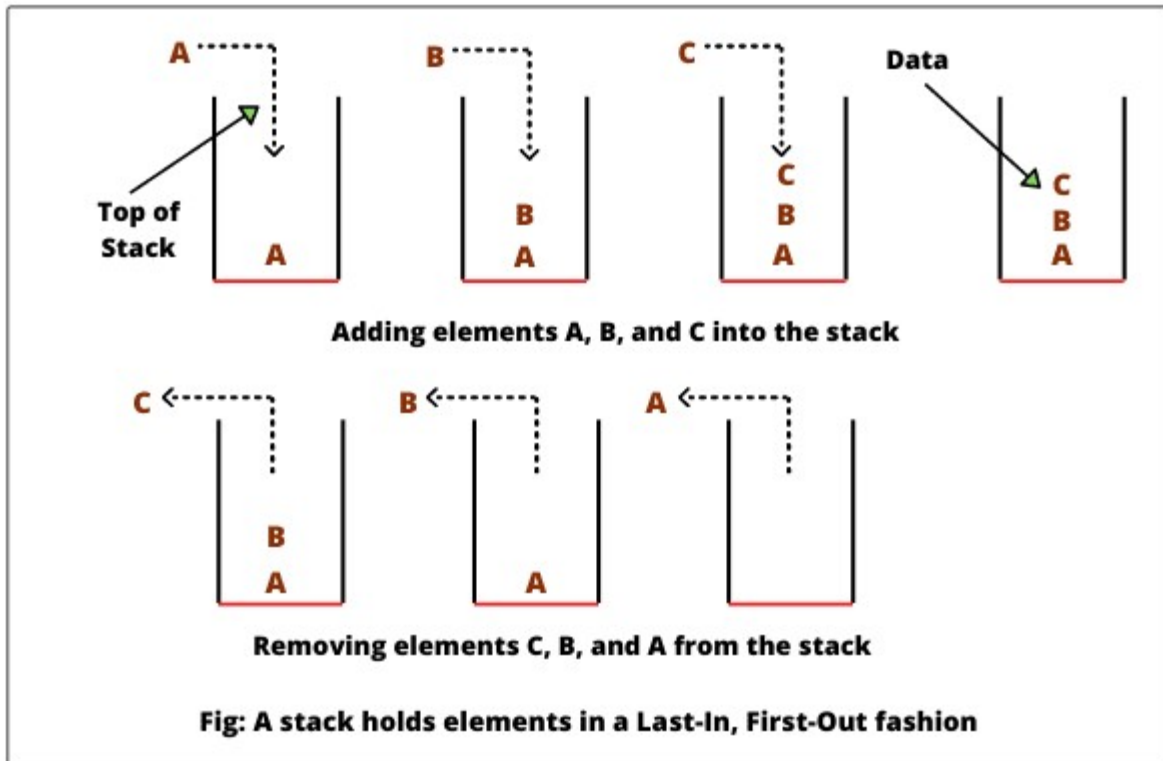 A
B
C
Data
Top of
Stack
A
B
A
C
B
A
C
B
A
Adding elements A, B, and C into the stack
C
B
A
B
A
A
Removing elements C, B, and A from the stack
Fig: A stack holds elements in a Last-In, First-Out fashion